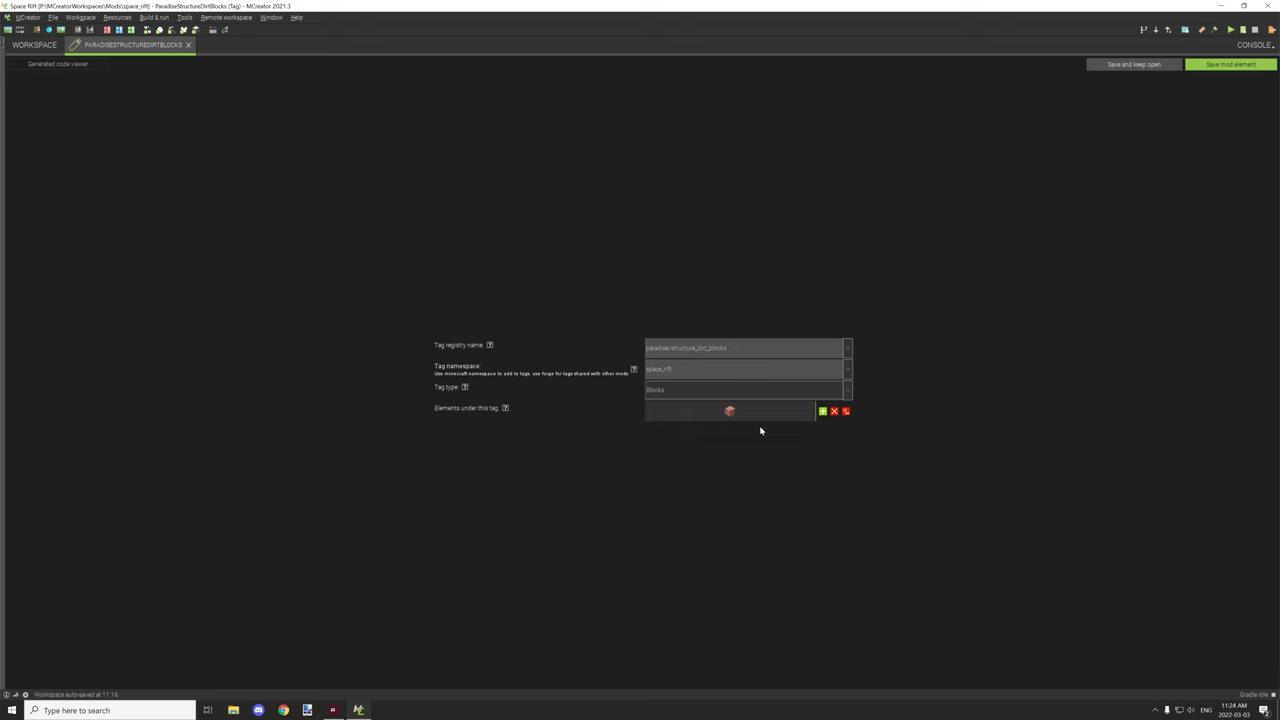 Space Rift [P:\MCreatorWorkspaces\Mods\space_rift] - ParadiseStructureDirtBlocks (Tag) - MCreator 2021.3
MCreator File Workspace Resources Build & run Tools Remote workspace Window Help
WORKSPACE PARADISESTRUCTUREDIRTBLOCKS CONSOLE
Generated code viewer Save and keep open Save mod element
Tag registry name: ? paradise/structure_dirt_blocks
Tag namespace:
Use minecraft namespace to add to tags, use forge for tags shared with other mods ? space_rift
Tag type: ? Blocks
Elements under this tag: ?
Workspace auto-saved at 11:16 Gradle idle
Type here to search ENG 11:24 AM
2022-03-03